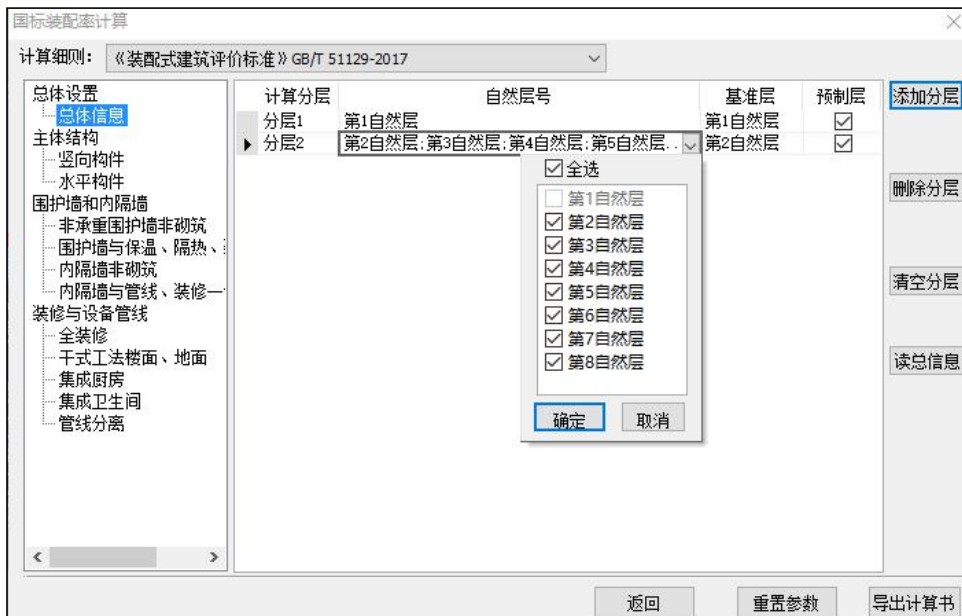 国标装配率计算
计算细则： 《装配式建筑评价标准》GB/T 51129-2017
总体设置
总体信息
主体结构
竖向构件
水平构件
围护墙和内隔墙
非承重围护墙非砌筑
围护墙与保温、隔热、
内隔墙非砌筑
内隔墙与管线、装修一
装修与设备管线
全装修
干式工法楼面、地面
集成厨房
集成卫生间
管线分离
计算分层 自然层号 基准层 预制层
分层1 第1自然层 第1自然层
分层2 第2自然层;第3自然层;第4自然层;第5自然层.. 第2自然层
全选
第1自然层
第2自然层
第3自然层
第4自然层
第5自然层
第6自然层
第7自然层
第8自然层
确定 取消
添加分层
删除分层
清空分层
读总信息
返回 重置参数 导出计算书